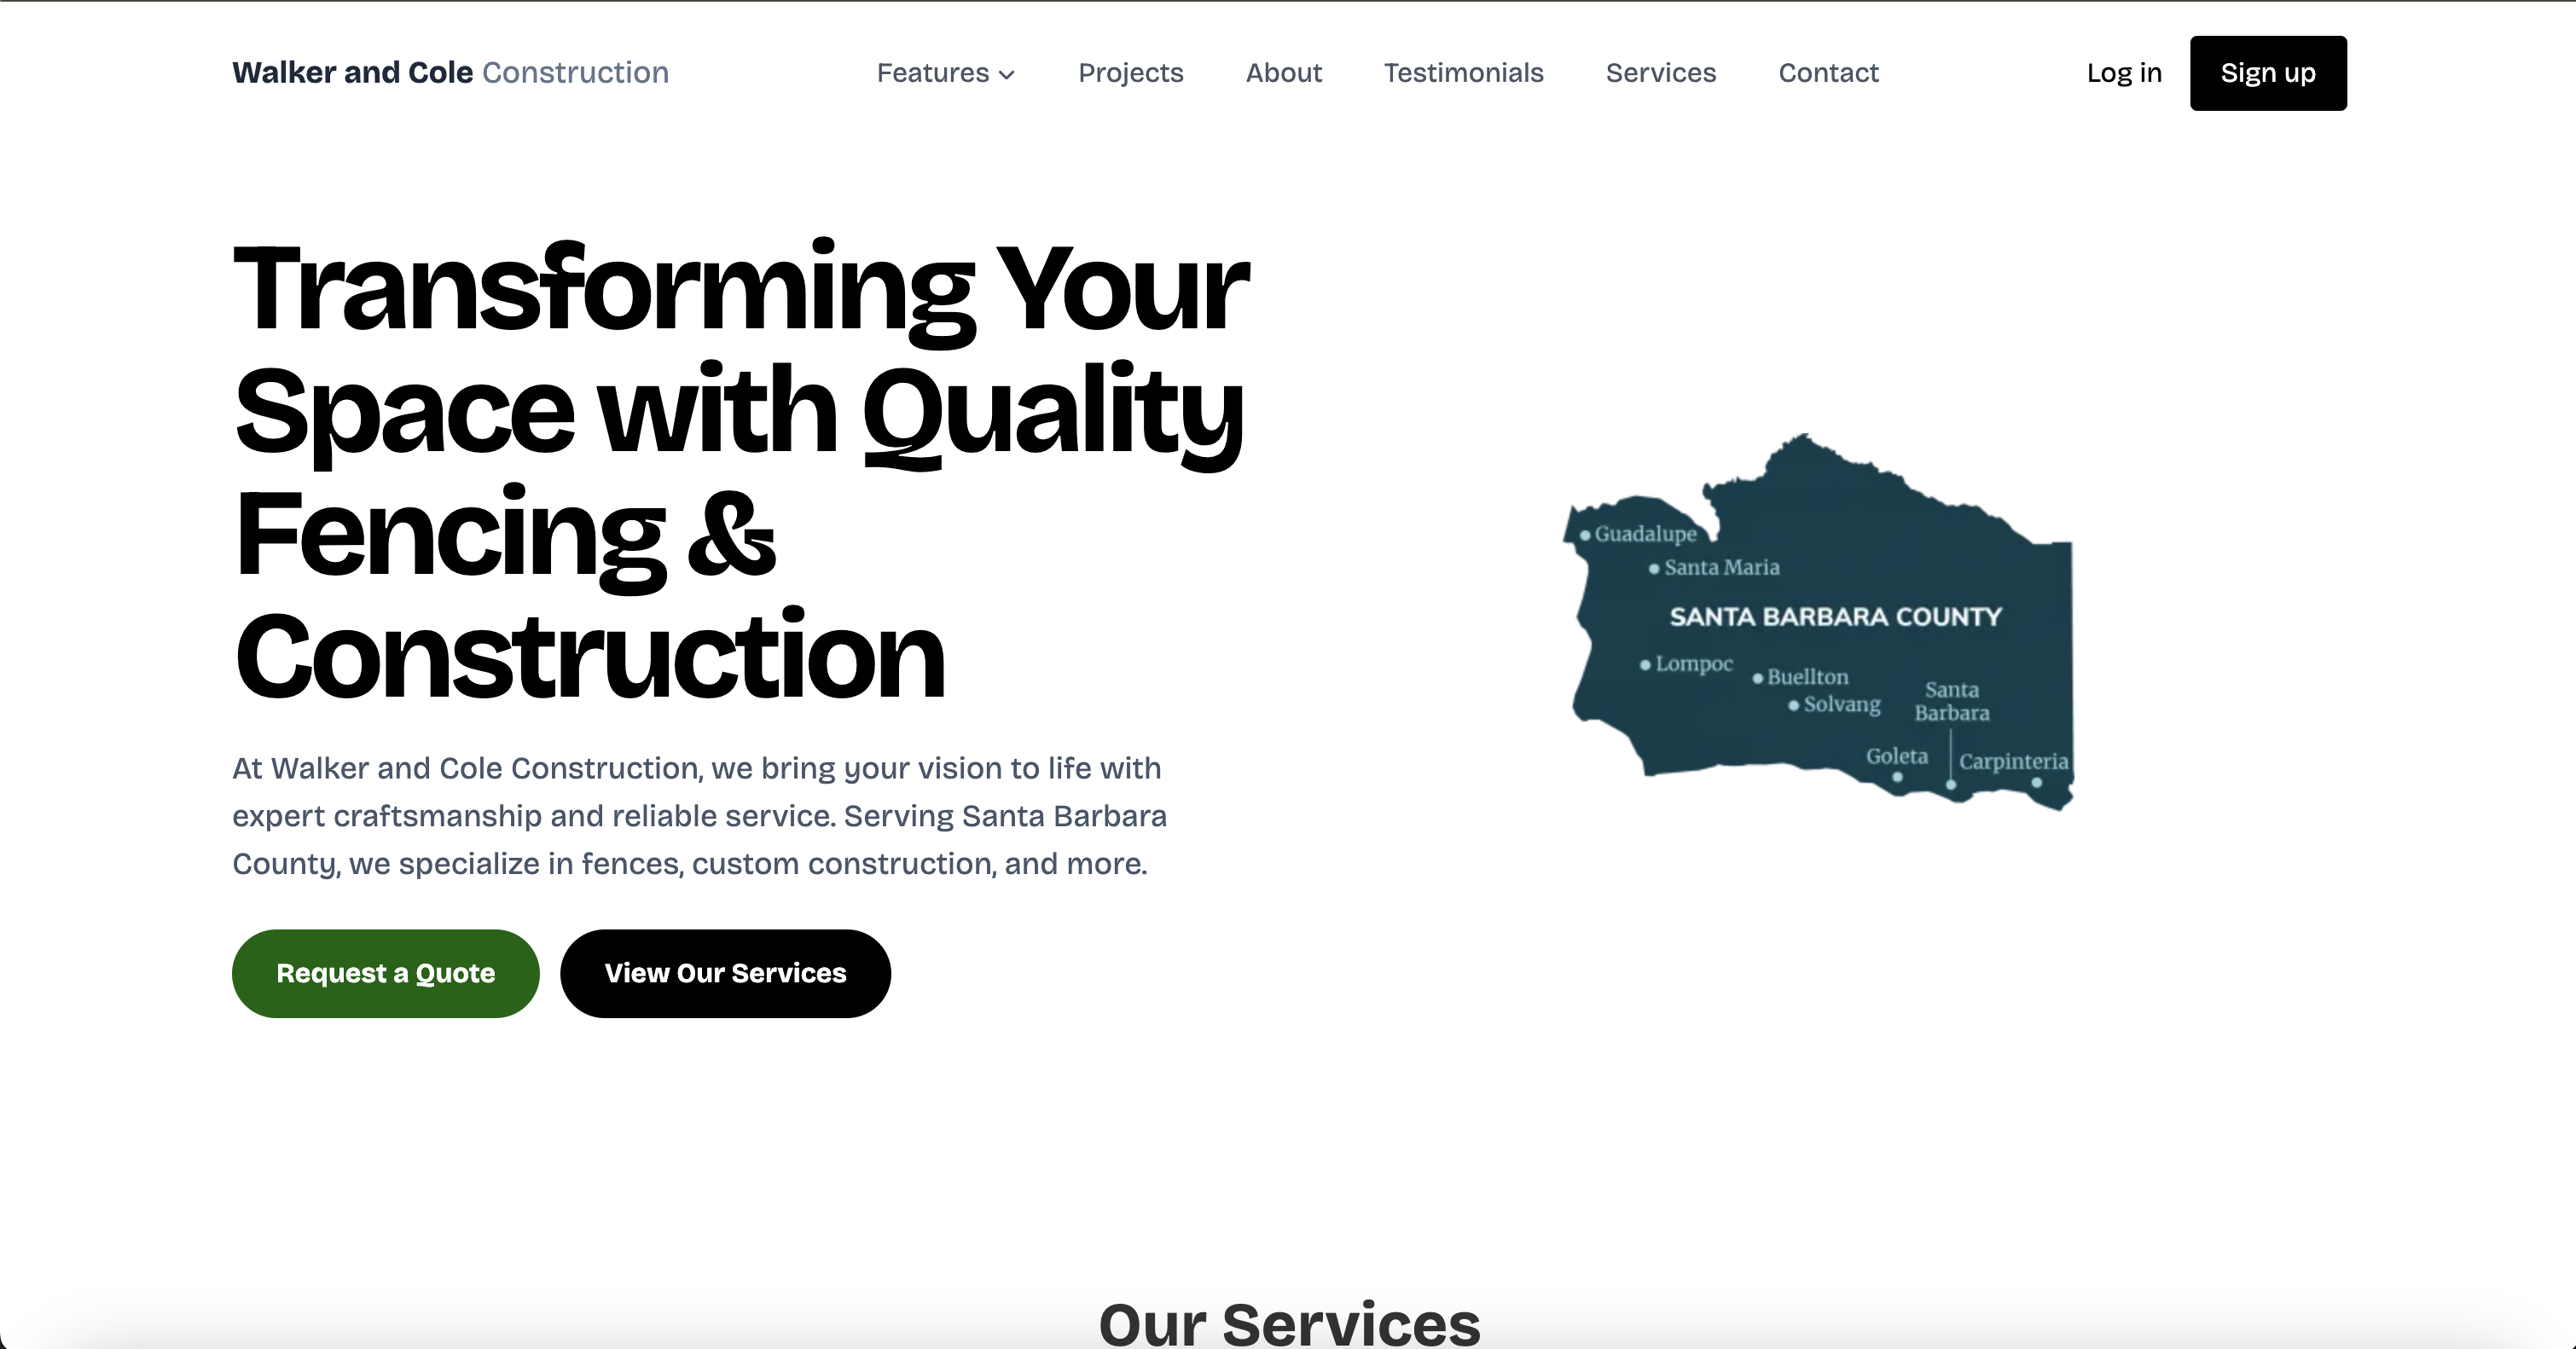 Walker and Cole Construction
Features Projects About Testimonials Services Contact
Log in Sign up
Transforming Your
Space with Quality
Fencing &
Construction
At Walker and Cole Construction, we bring your vision to life with
expert craftsmanship and reliable service. Serving Santa Barbara
County, we specialize in fences, custom construction, and more.
Request a Quote View Our Services
Guadalupe
Santa Maria
SANTA BARBARA COUNTY
Lompoc
Buellton
Solvang
Santa
Barbara
Goleta
Carpinteria
Our Services